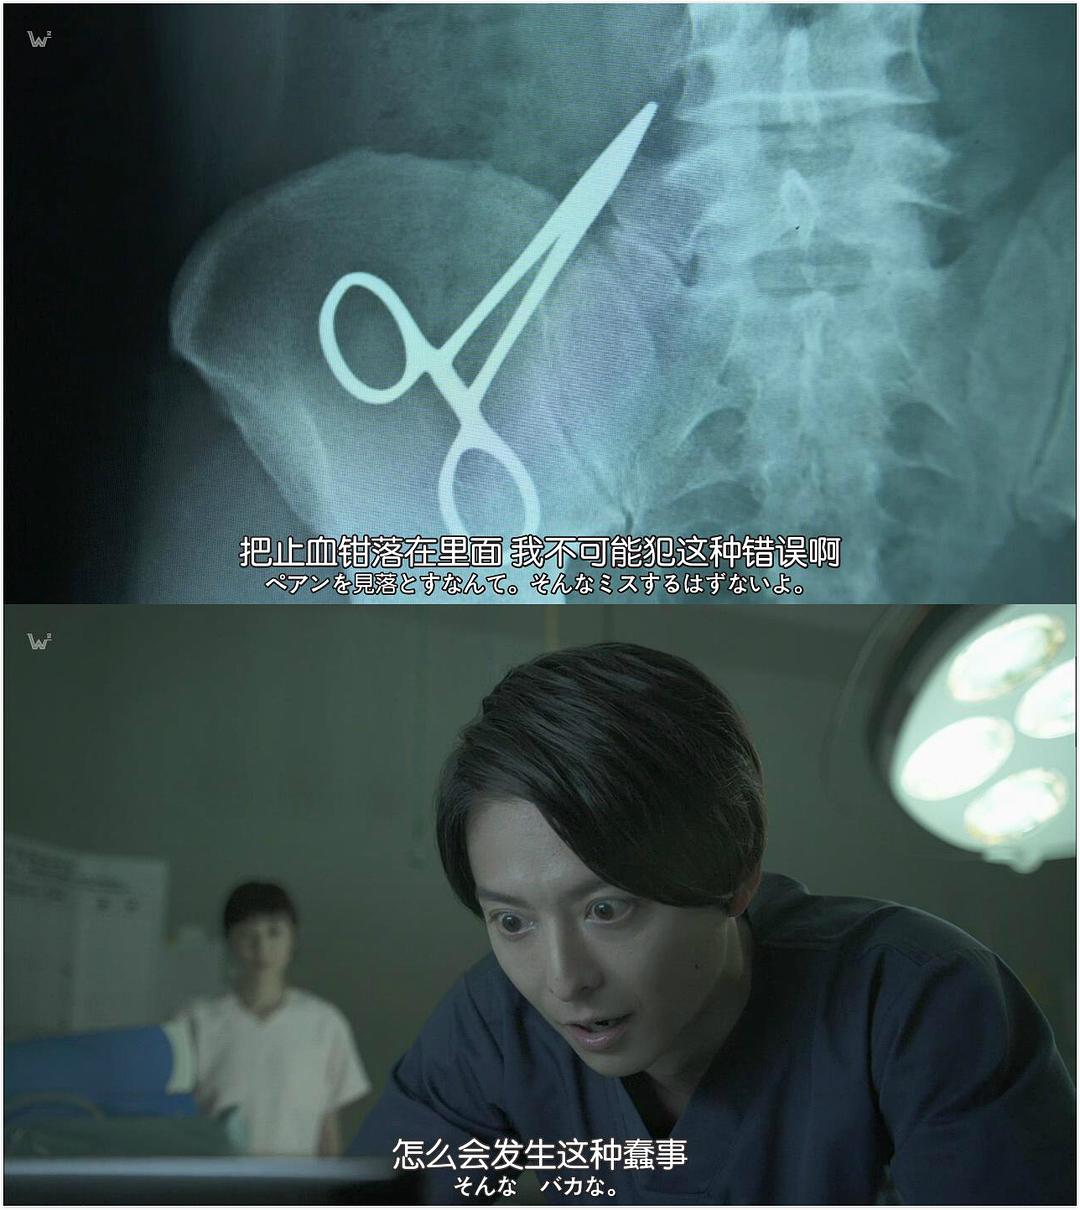 W²
把止血钳落在里面 我不可能犯这种错误啊
ペアンを見落とすなんて。そんなミスするはずないよ。
W²
怎么会发生这种蠢事
そんな　バカな。